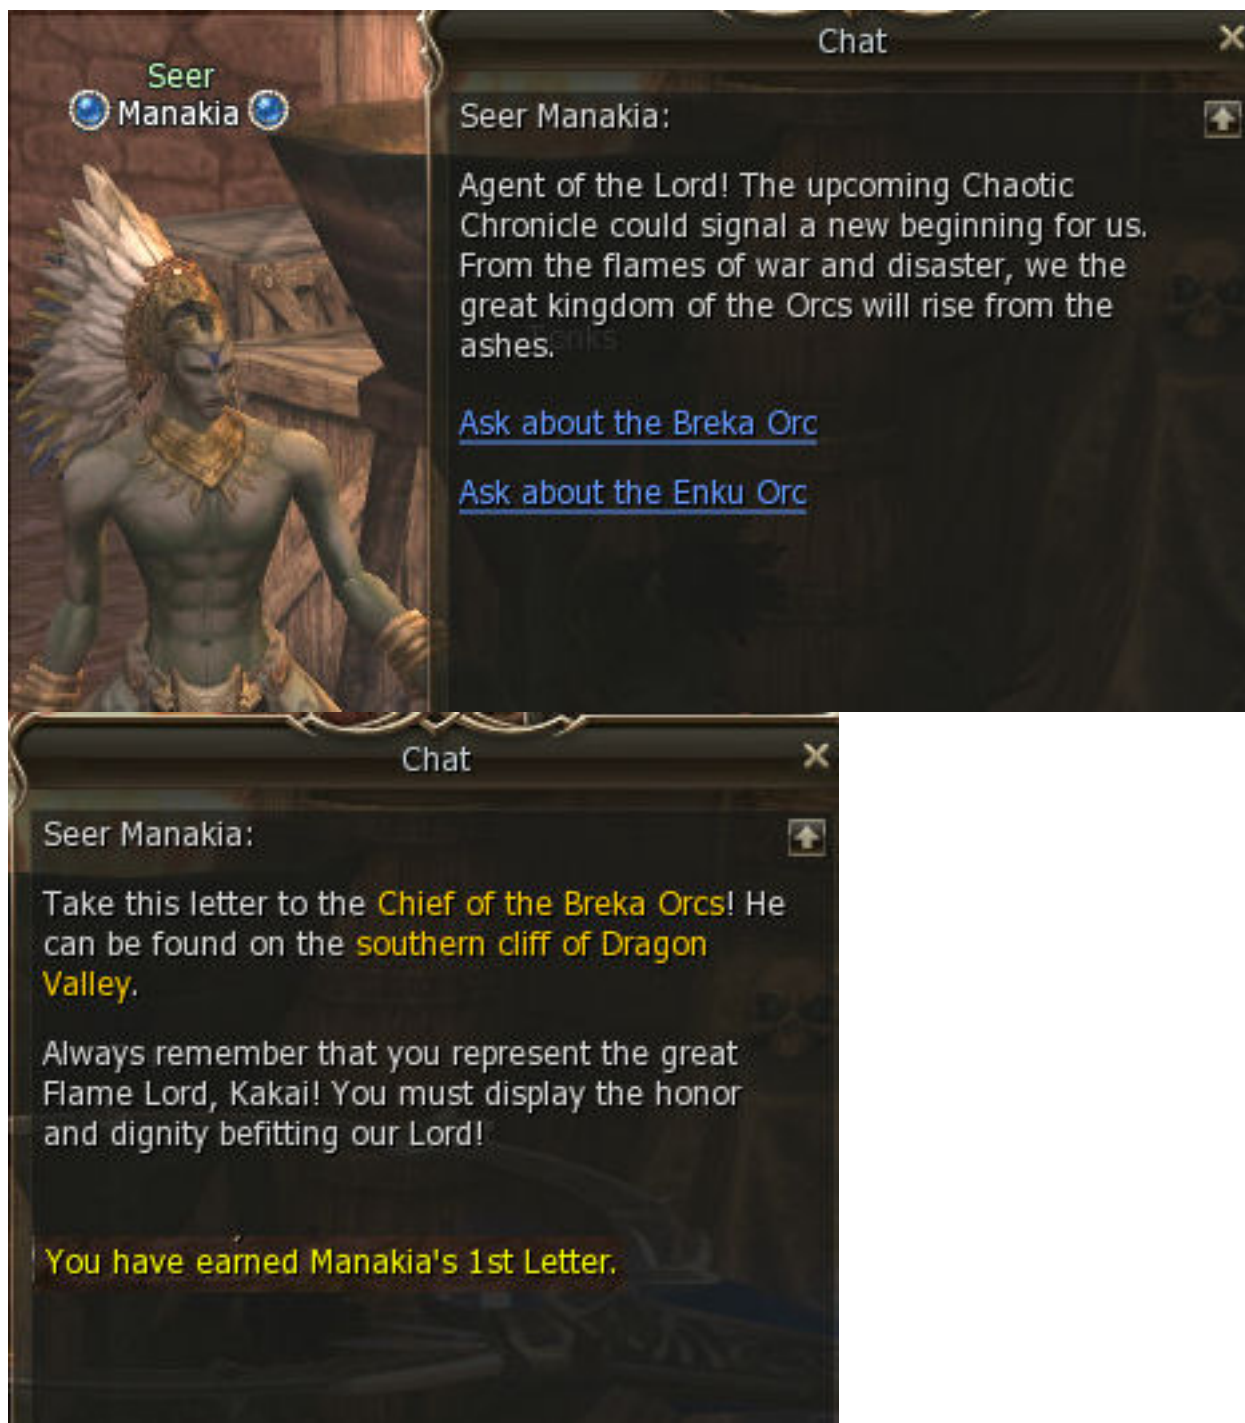 Seer
Manakia
Chat
Seer Manakia:
Agent of the Lord! The upcoming Chaotic
Chronicle could signal a new beginning for us.
From the flames of war and disaster, we the
great kingdom of the Orcs will rise from the
ashes.
Ask about the Breka Orc
Ask about the Enku Orc
Chat
Seer Manakia:
Take this letter to the Chief of the Breka Orcs! He
can be found on the southern cliff of Dragon
Valley.
Always remember that you represent the great
Flame Lord, Kakai! You must display the honor
and dignity befitting our Lord!
You have earned Manakia's 1st Letter.